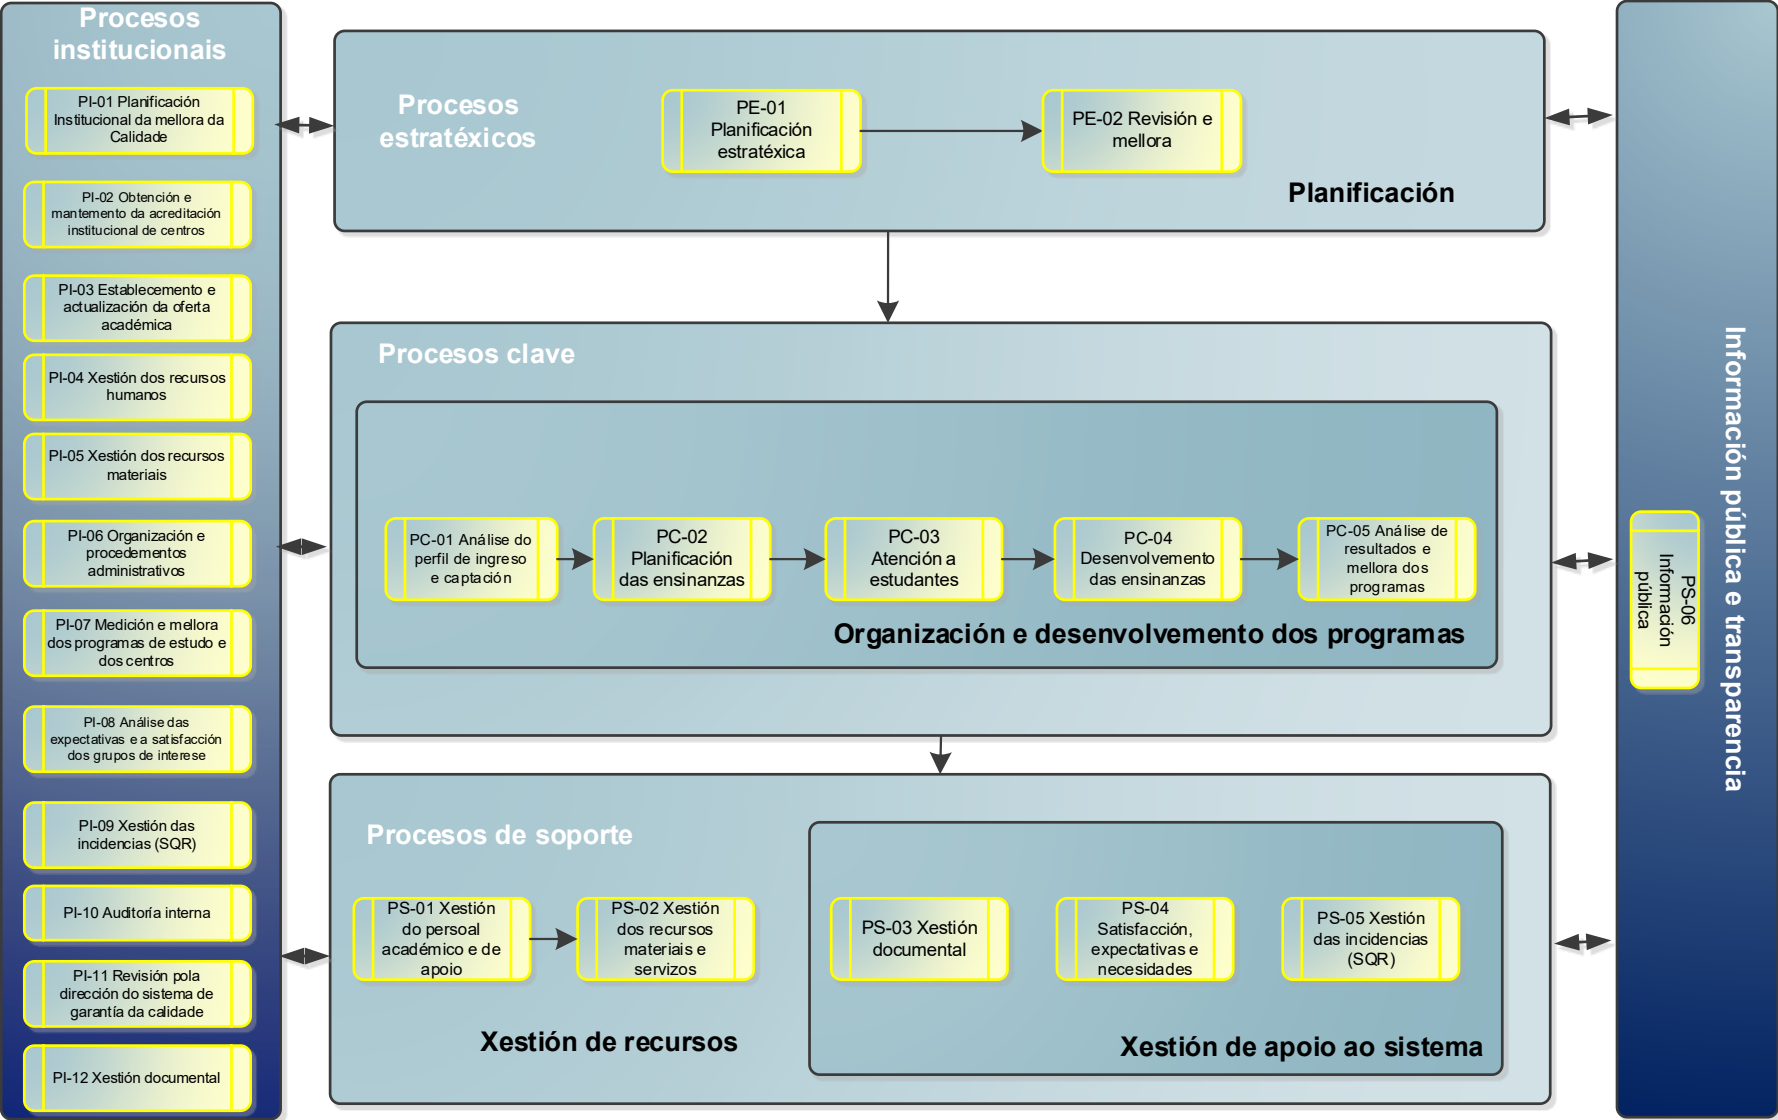 Procesos
institucionais
PI-01 Planificación
Institucional da mellora da
Calidade
PI-02 Obtención e
mantemento da acreditación
institucional de centros
PI-03 Establecemento e
actualización da oferta
académica
PI-04 Xestión dos recursos
humanos
PI-05 Xestión dos recursos
materiais
PI-06 Organización e
procedementos
administrativos
PI-07 Medición e mellora
dos programas de estudo e
dos centros
PI-08 Análise das
expectativas e a satisfacción
dos grupos de interese
PI-09 Xestión das
incidencias (SQR)
PI-10 Auditoría interna
PI-11 Revisión pola
dirección do sistema de
garantía da calidade
PI-12 Xestión documental
Procesos
estratéxicos
PE-01
Planificación
estratéxica
PE-02 Revisión e
mellora
Planificación
Procesos clave
PC-01 Análise do
perfil de ingreso
e captación
PC-02
Planificación
das ensinanzas
PC-03
Atención a
estudantes
PC-04
Desenvolvemento
das ensinanzas
PC-05 Análise de
resultados e
mellora dos
programas
Organización e desenvolvemento dos programas
Procesos de soporte
PS-01 Xestión
do persoal
académico e de
apoio
PS-02 Xestión
dos recursos
materiais e
servizos
Xestión de recursos
PS-03 Xestión
documental
PS-04
Satisfacción,
expectativas e
necesidades
PS-05 Xestión
das incidencias
(SQR)
Xestión de apoio ao sistema
Información pública e transparencia
PS-06
Información
pública